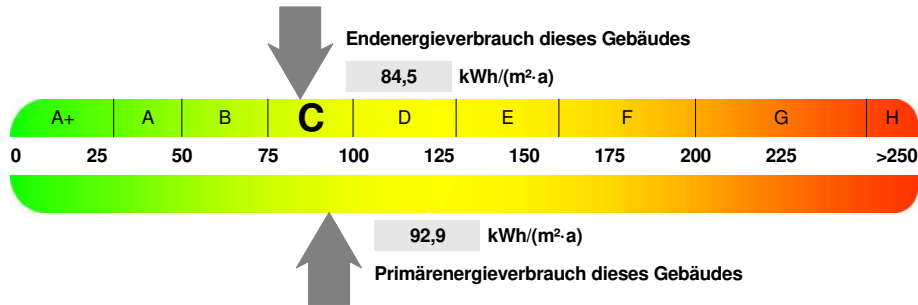 Endenergieverbrauch dieses Gebäudes
84,5 kWh/(m²·a)
A+ A B C D E F G H
0 25 50 75 100 125 150 175 200 225 >250
92,9 kWh/(m²·a)
Primärenergieverbrauch dieses Gebäudes